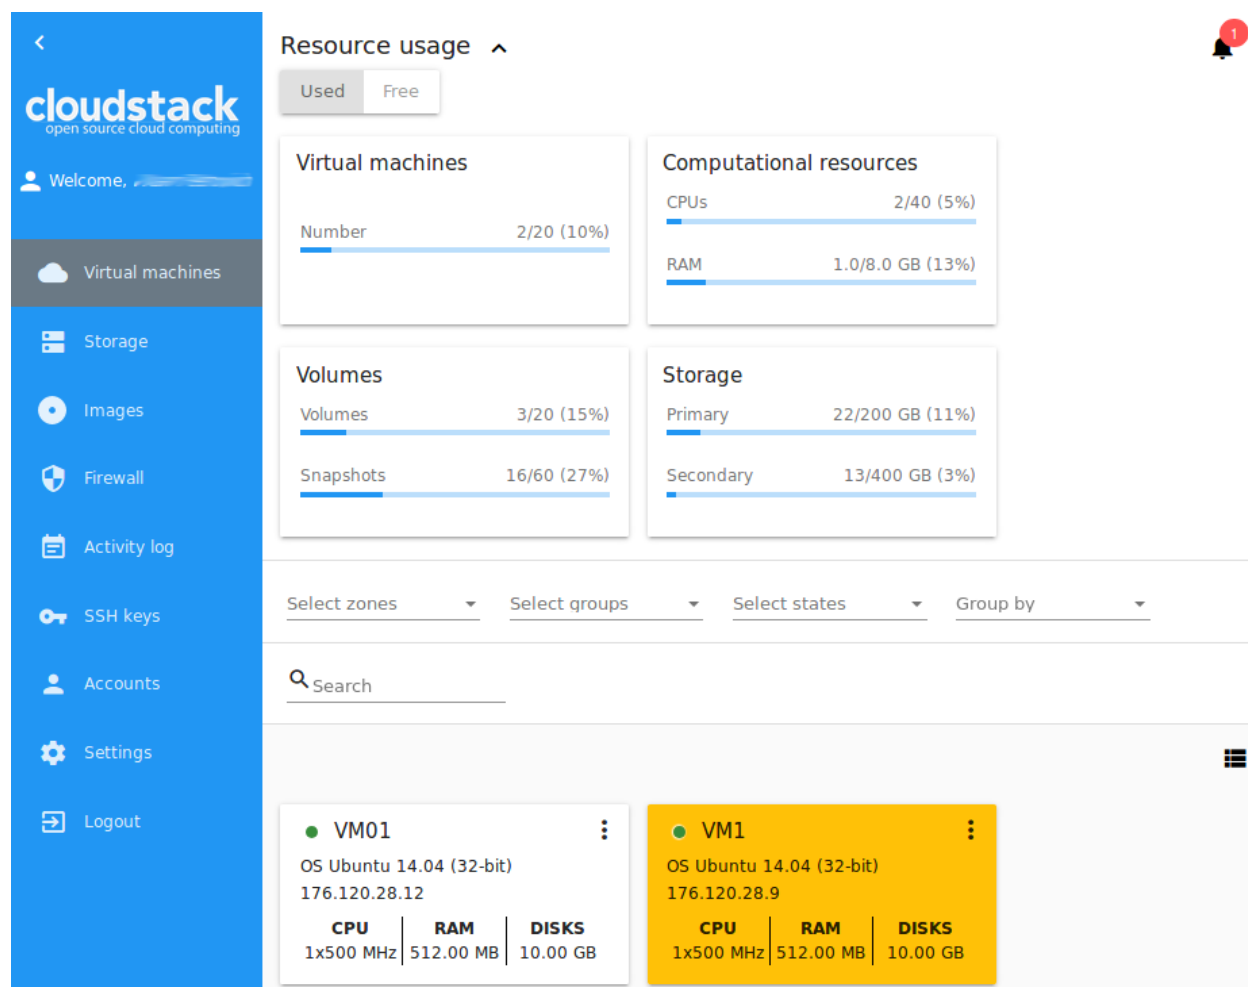 cloudstack
open source cloud computing
Welcome,
Virtual machines
Storage
Images
Firewall
Activity log
SSH keys
Accounts
Settings
Logout
Resource usage
1
Used Free
Virtual machines
Number 2/20 (10%)
Computational resources
CPUs 2/40 (5%)
RAM 1.0/8.0 GB (13%)
Volumes
Volumes 3/20 (15%)
Snapshots 16/60 (27%)
Storage
Primary 22/200 GB (11%)
Secondary 13/400 GB (3%)
Select zones Select groups Select states Group by
Search
VM01
OS Ubuntu 14.04 (32-bit)
176.120.28.12
CPU RAM DISKS
1x500 MHz 512.00 MB 10.00 GB
VM1
OS Ubuntu 14.04 (32-bit)
176.120.28.9
CPU RAM DISKS
1x500 MHz 512.00 MB 10.00 GB